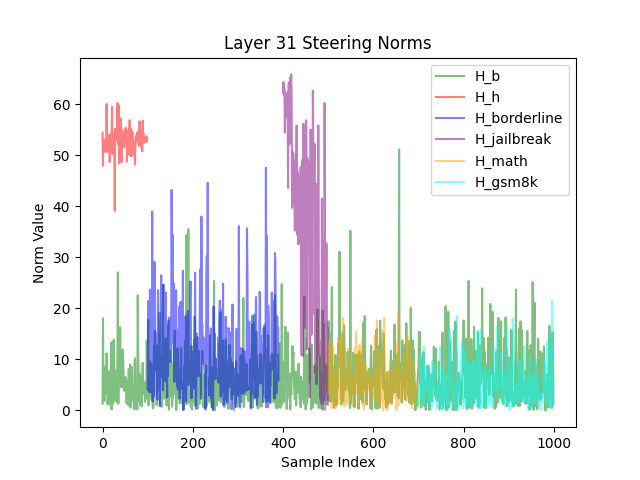 Layer 31 Steering Norms
Norm Value
60
50
40
30
20
10
0
H_b
H_h
H_borderline
H_jailbreak
H_math
H_gsm8k
0 200 400 600 800 1000
Sample Index